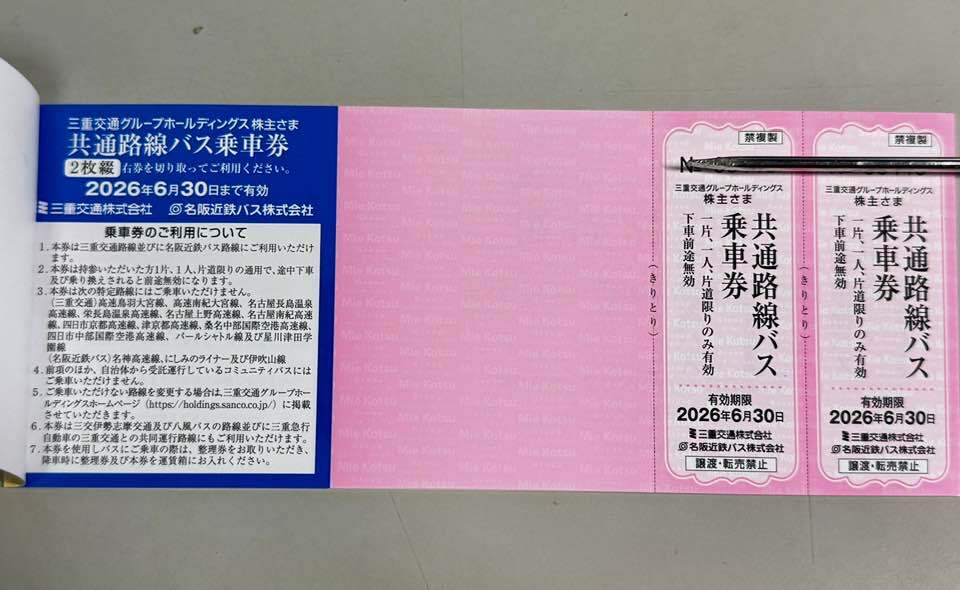 三重交通グループホールディングス 株主さま
共通路線バス乗車券
2枚綴 右券を切り取ってご利用ください。
2026年6月30日まで有効
三重交通株式会社 名阪近鉄バス株式会社
乗車券のご利用について
1. 本券は三重交通路線並びに名阪近鉄バス路線にご利用いただけ
ます。
2. 本券は持参いただいた方1片、1人、片道限りの通用で、途中下車
及び乗り換えされると前途無効になります。
3. 本券は次の特定路線にはご乗車いただけません。
(三重交通)高速鳥羽大宮線、高速南紀大宮線、名古屋長島温泉
高速線、栄長島温泉高速線、名古屋上野高速線、名古屋南紀高速
線、四日市京都高速線、津京都高速線、桑名中部国際空港高速線、
四日市中部国際空港高速線、パールシャトル線及び星川津田学
園線
(名阪近鉄バス)名神高速線、にしみのライナー及び伊吹山線
4. 前項のほか、自治体から受託運行しているコミュニティバスには
ご乗車いただけません。
5. ご乗車いただけない路線を変更する場合は、三重交通グループホー
ルディングスホームページ(https://holdings.sanco.co.jp/)に掲載
させていただきます。
6. 本券は三交伊勢志摩交通及び八風バスの路線並びに三重急行
自動車の三重交通との共同運行路線にもご利用いただけます。
7. 本券を使用しバスにご乗車の際は、整理券をお取りいただき、
降車時に整理券及び本券を運賃箱にお入れください。
Mie Kotsu
(きりとり)
禁複製
三重交通グループホールディングス
株主さま
共通路線バス
乗車券
一片、一人、片道限りのみ有効
下車前途無効
有効期限
2026年6月30日
三重交通株式会社
名阪近鉄バス株式会社
譲渡・転売禁止
(きりとり)
禁複製
三重交通グループホールディングス
株主さま
共通路線バス
乗車券
一片、一人、片道限りのみ有効
下車前途無効
有効期限
2026年6月30日
三重交通株式会社
名阪近鉄バス株式会社
譲渡・転売禁止